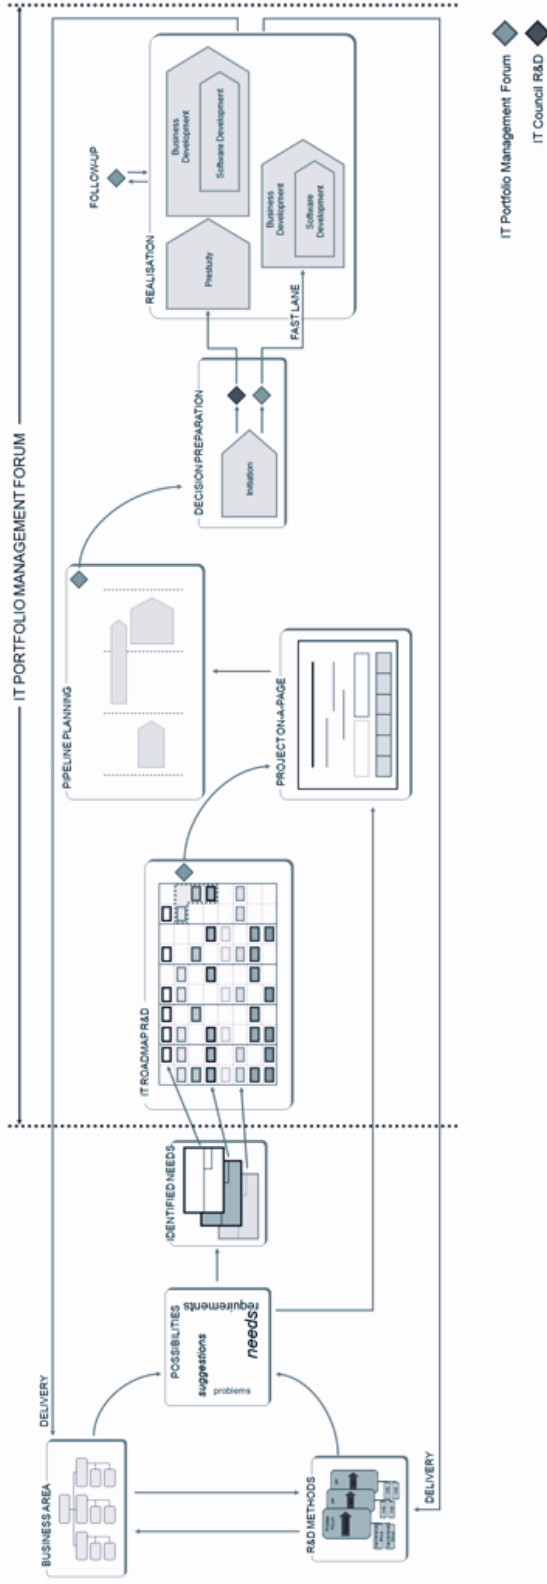 IT PORTFOLIO MANAGEMENT FORUM
BUSINESS AREA
DELIVERY
R&D METHODS
DELIVERY
POSSIBILITIES
suggestions
problems
needs
requirements
IDENTIFIED NEEDS
IT ROADMAP R&D
PROJECT ON-A-PAGE
PIPELINE PLANNING
DECISION PREPARATION
Initiation
FOLLOW-UP
REALISATION
Prestudy
Business
Development
Software Development
FAST LANE
Business
Development
Software
Development
IT Portfolio Management Forum
IT Council R&D